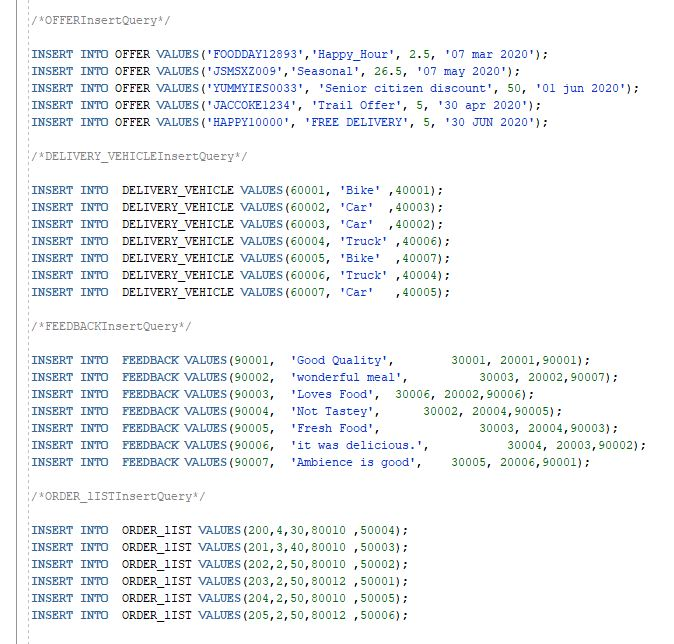 /*OFFERInsertQuery*/
INSERT INTO OFFER VALUES('FOODDAY12893','Happy_Hour', 2.5, '07 mar 2020');
INSERT INTO OFFER VALUES('JSMSXZ009','Seasonal', 26.5, '07 may 2020');
INSERT INTO OFFER VALUES('YUMMYIES0033', 'Senior citizen discount', 50, '01 jun 2020');
INSERT INTO OFFER VALUES('JACCOKE1234', 'Trail Offer', 5, '30 apr 2020');
INSERT INTO OFFER VALUES('HAPPY10000', 'FREE DELIVERY', 5, '30 JUN 2020');
/*DELIVERY_VEHICLEInsertQuery*/
INSERT INTO  DELIVERY_VEHICLE VALUES(60001, 'Bike' ,40001);
INSERT INTO  DELIVERY_VEHICLE VALUES(60002, 'Car'  ,40003);
INSERT INTO  DELIVERY_VEHICLE VALUES(60003, 'Car'  ,40002);
INSERT INTO  DELIVERY_VEHICLE VALUES(60004, 'Truck' ,40006);
INSERT INTO  DELIVERY_VEHICLE VALUES(60005, 'Bike'  ,40007);
INSERT INTO  DELIVERY_VEHICLE VALUES(60006, 'Truck' ,40004);
INSERT INTO  DELIVERY_VEHICLE VALUES(60007, 'Car'   ,40005);
/*FEEDBACKInsertQuery*/
INSERT INTO  FEEDBACK VALUES(90001,  'Good Quality',        30001, 20001,90001);
INSERT INTO  FEEDBACK VALUES(90002,  'wonderful meal',          30003, 20002,90007);
INSERT INTO  FEEDBACK VALUES(90003,  'Loves Food',  30006, 20002,90006);
INSERT INTO  FEEDBACK VALUES(90004,  'Not Tastey',      30002, 20004,90005);
INSERT INTO  FEEDBACK VALUES(90005,  'Fresh Food',              30003, 20004,90003);
INSERT INTO  FEEDBACK VALUES(90006,  'it was delicious.',            30004, 20003,90002);
INSERT INTO  FEEDBACK VALUES(90007,  'Ambience is good',    30005, 20006,90001);
/*ORDER_lISTInsertQuery*/
INSERT INTO  ORDER_lIST VALUES(200,4,30,80010 ,50004);
INSERT INTO  ORDER_lIST VALUES(201,3,40,80010 ,50003);
INSERT INTO  ORDER_lIST VALUES(202,2,50,80010 ,50002);
INSERT INTO  ORDER_lIST VALUES(203,2,50,80012 ,50001);
INSERT INTO  ORDER_lIST VALUES(204,2,50,80010 ,50005);
INSERT INTO  ORDER_lIST VALUES(205,2,50,80012 ,50006);